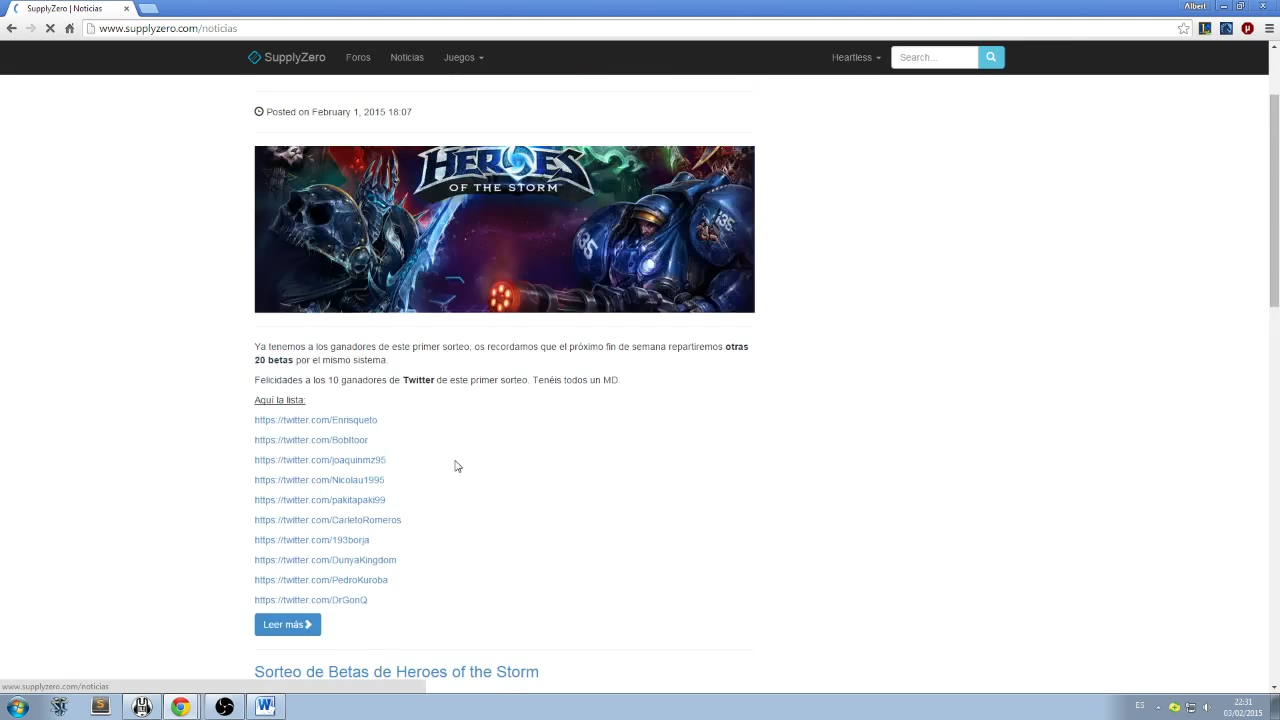 SupplyZero | Noticias
Albert
www.supplyzero.com/noticias
SupplyZero Foros Noticias Juegos Heartless Search...
Posted on February 1, 2015 18:07
HEROES
OF THE STORM
Ya tenemos a los ganadores de este primer sorteo, os recordamos que el próximo fin de semana repartiremos otras
20 betas por el mismo sistema.
Felicidades a los 10 ganadores de Twitter de este primer sorteo. Tenéis todos un MD.
Aquí la lista:
https://twitter.com/Enrisqueto
https://twitter.com/BobItoor
https://twitter.com/joaquinmz95
https://twitter.com/Nicolau1995
https://twitter.com/pakitapaki99
https://twitter.com/CarletoRomeros
https://twitter.com/193borja
https://twitter.com/DunyaKingdom
https://twitter.com/PedroKuroba
https://twitter.com/DrGonQ
Leer más
Sorteo de Betas de Heroes of the Storm
www.supplyzero.com/noticias
ES
22:31
03/02/2015